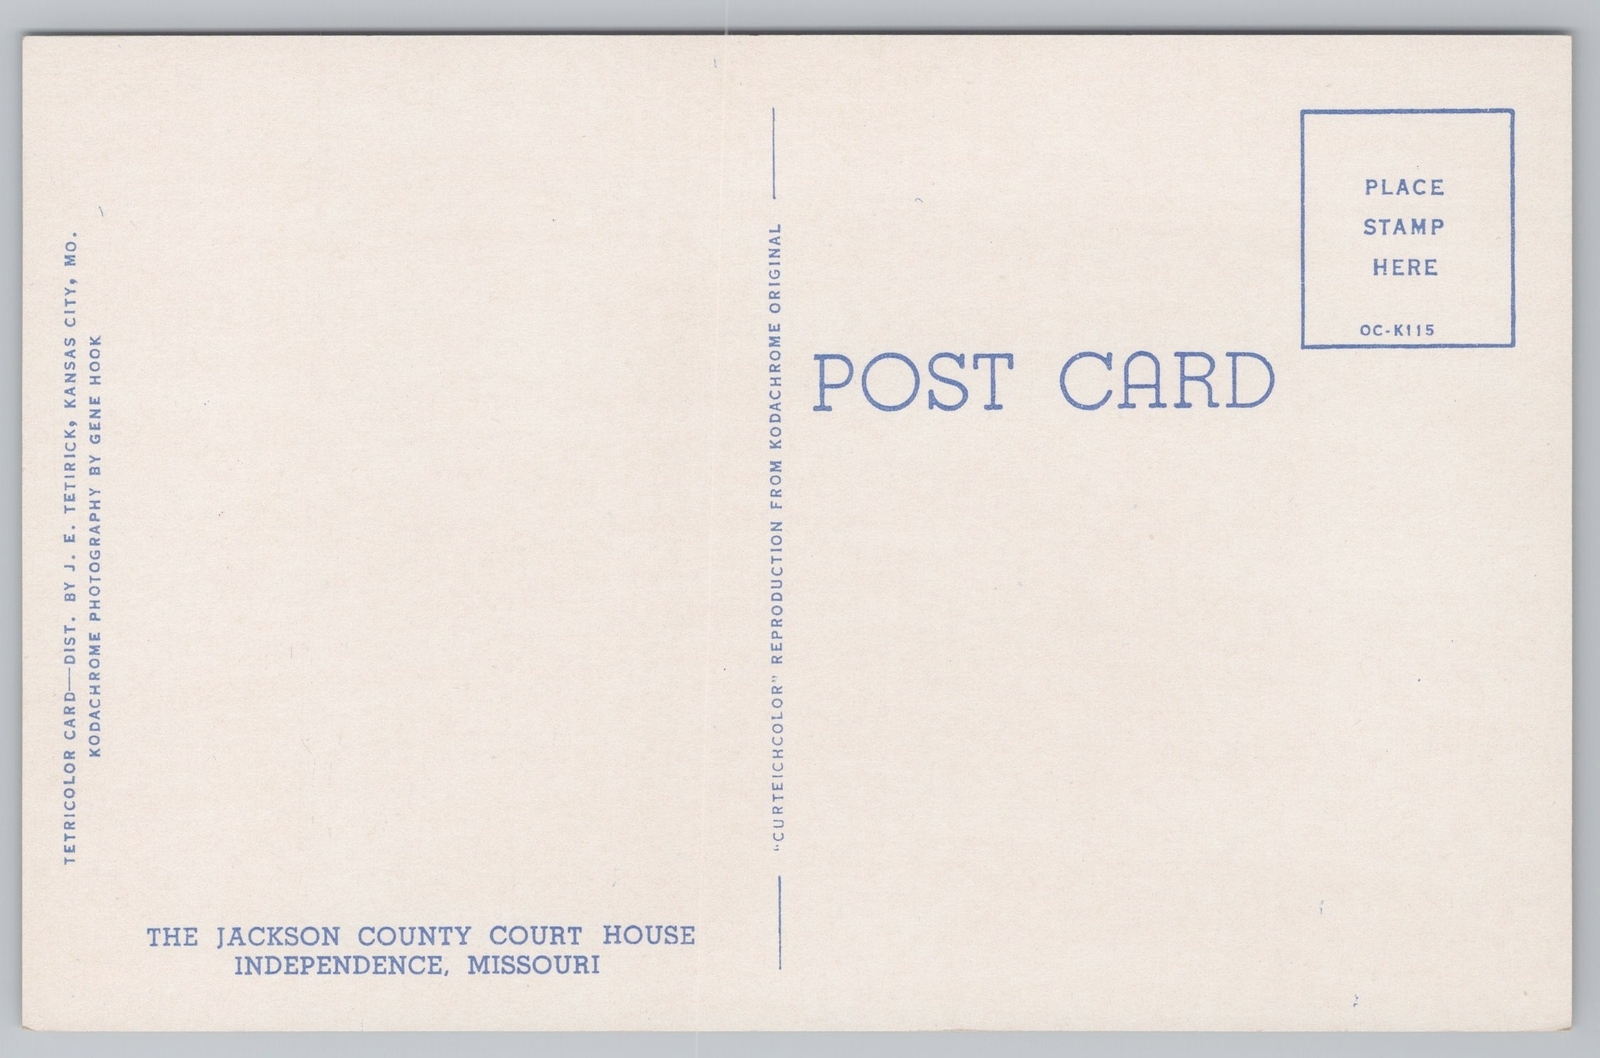 TETRICOLOR CARD—DIST. BY J. E. TETIRICK, KANSAS CITY, MO.
KODACHROME PHOTOGRAPHY BY GENE HOOK
THE JACKSON COUNTY COURT HOUSE
INDEPENDENCE, MISSOURI
"CURTEICHCOLOR" REPRODUCTION FROM KODACHROME ORIGINAL
POST CARD
PLACE
STAMP
HERE
OC-K115